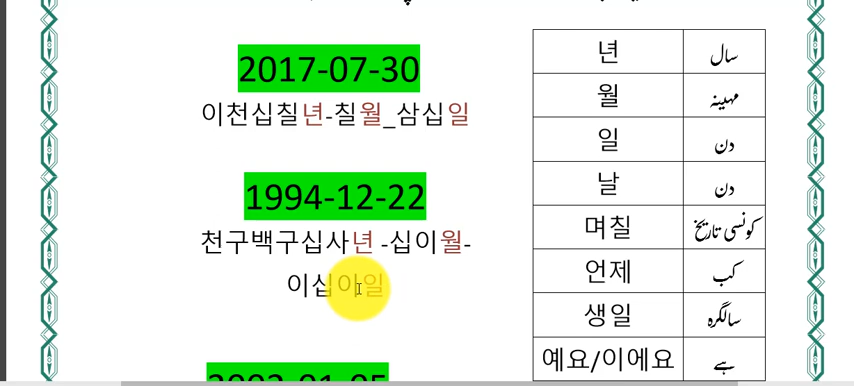 2017-07-30
이천십칠년-칠월_삼십일
1994-12-22
천구백구십사년 -십이월-
이십이일
년 سال
월 مہینہ
일 دن
날 دن
며칠 کونسی تاریخ
언제 کب
생일 سالگرہ
예요/이에요 ہے